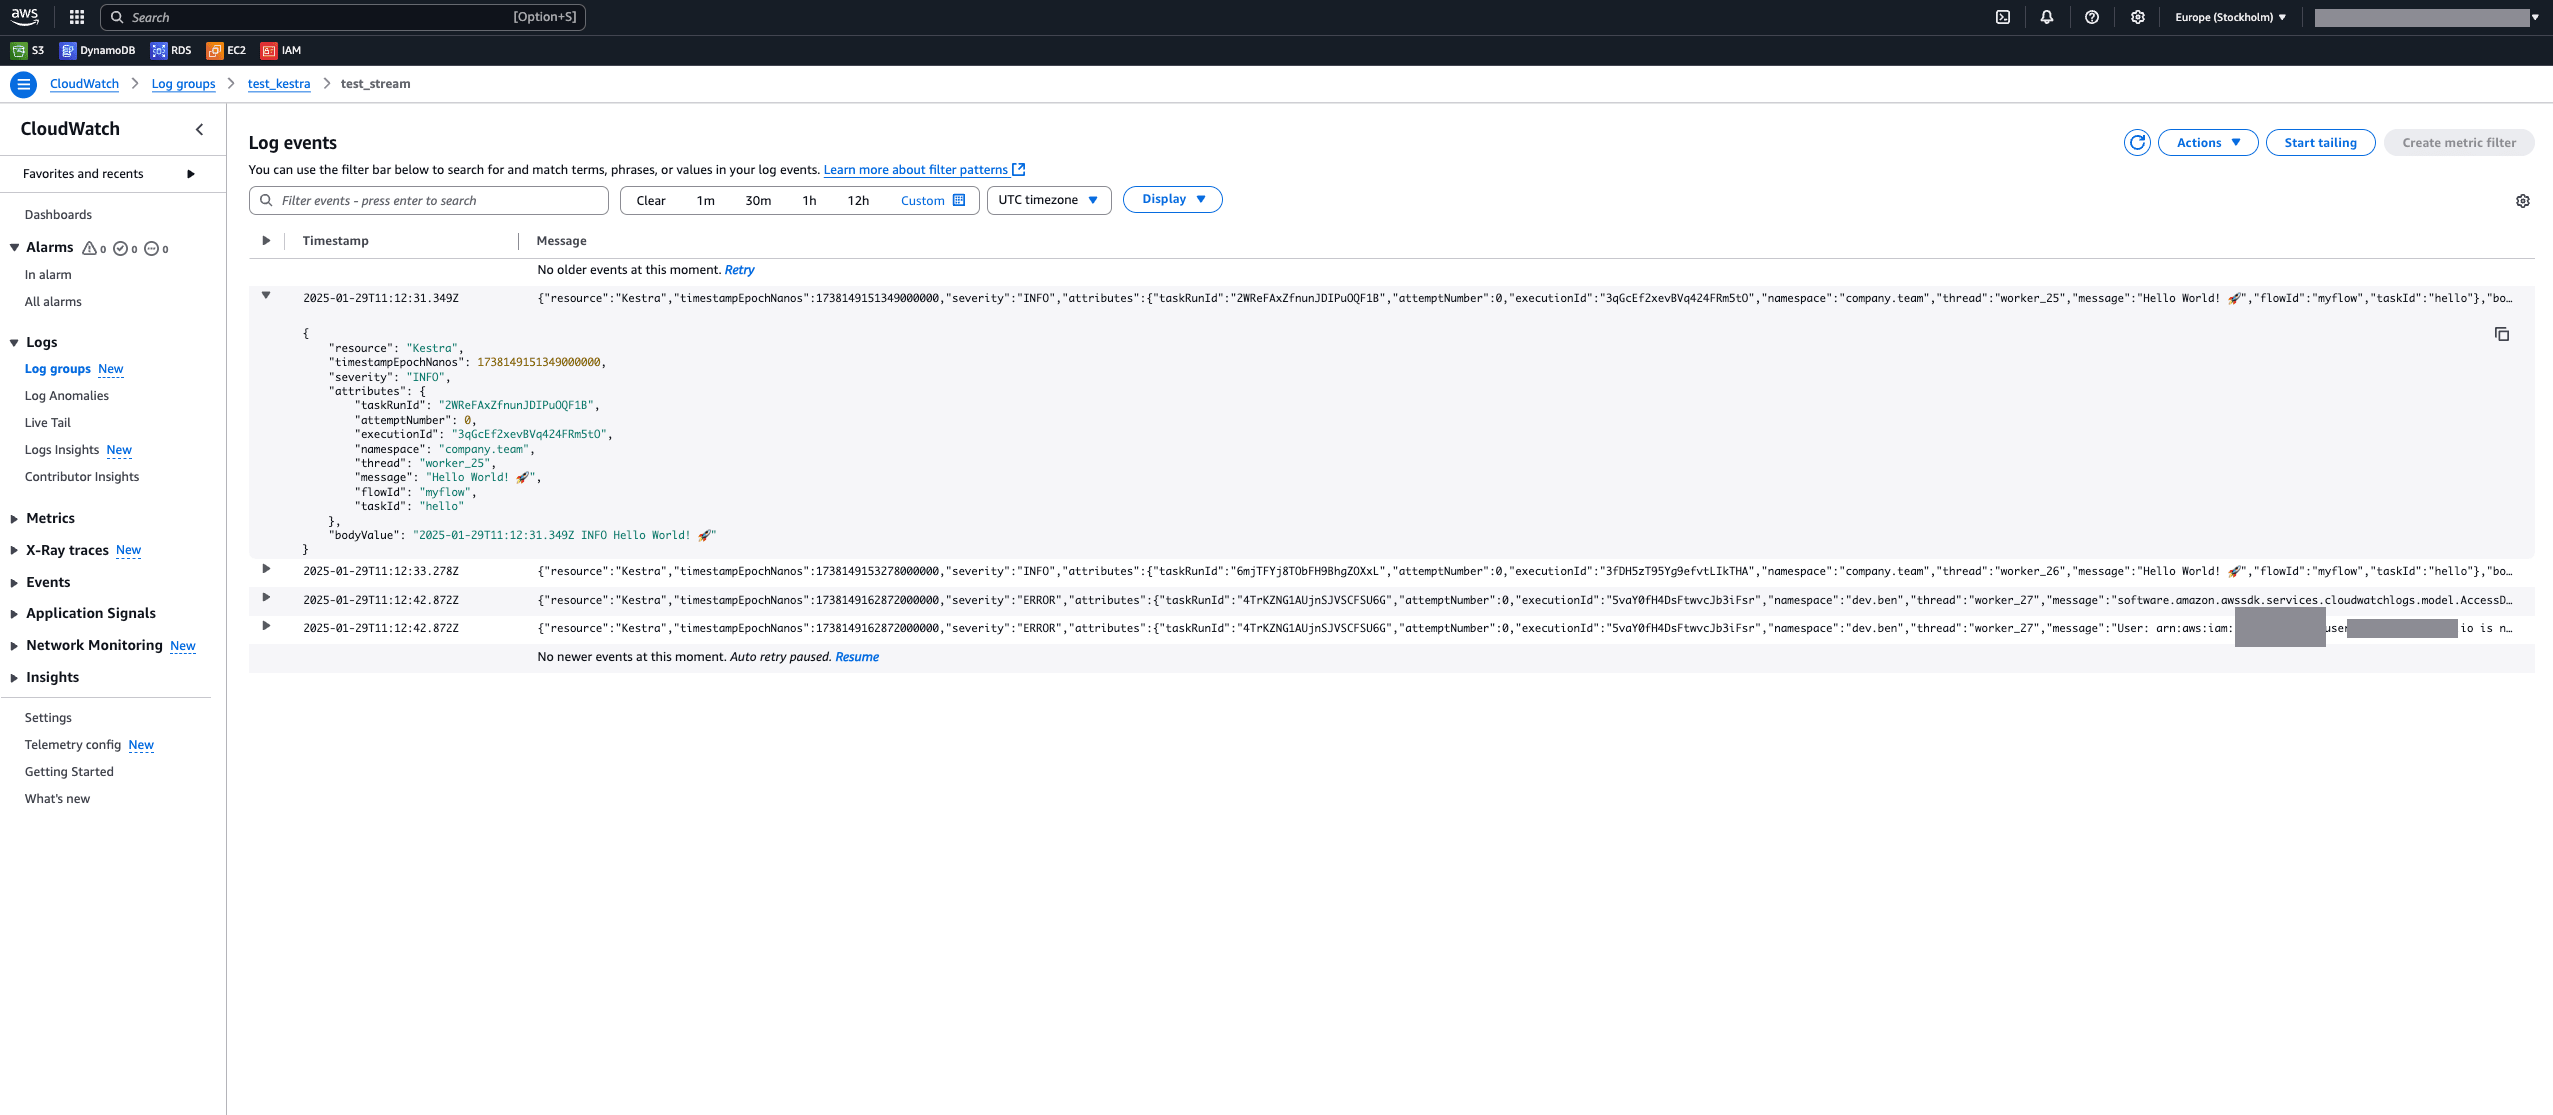 aws Search [Option+S] Europe (Stockholm)
S3 DynamoDB RDS EC2 IAM
CloudWatch > Log groups > test_kestra > test_stream
CloudWatch
Favorites and recents
Dashboards
Alarms 0 0 0
In alarm
All alarms
Logs
Log groups New
Log Anomalies
Live Tail
Logs Insights New
Contributor Insights
Metrics
X-Ray traces New
Events
Application Signals
Network Monitoring New
Insights
Settings
Telemetry config New
Getting Started
What's new
Log events
Actions Start tailing Create metric filter
You can use the filter bar below to search for and match terms, phrases, or values in your log events. Learn more about filter patterns
Filter events - press enter to search Clear 1m 30m 1h 12h Custom UTC timezone Display
Timestamp Message
No older events at this moment. Retry
2025-01-29T11:12:31.349Z {"resource":"Kestra","timestampEpochNanos":1738149151349000000,"severity":"INFO","attributes":{"taskRunId":"2WReFAxZfnunJDIPuOQF1B","attemptNumber":0,"executionId":"3qGcEf2xevBVq424FRm5tO","namespace":"company.team","thread":"worker_25","message":"Hello World! 🚀","flowId":"myflow","taskId":"hello"},"bo…
{
"resource": "Kestra",
"timestampEpochNanos": 1738149151349000000,
"severity": "INFO",
"attributes": {
"taskRunId": "2WReFAxZfnunJDIPuOQF1B",
"attemptNumber": 0,
"executionId": "3qGcEf2xevBVq424FRm5tO",
"namespace": "company.team",
"thread": "worker_25",
"message": "Hello World! 🚀",
"flowId": "myflow",
"taskId": "hello"
},
"bodyValue": "2025-01-29T11:12:31.349Z INFO Hello World! 🚀"
}
2025-01-29T11:12:33.278Z {"resource":"Kestra","timestampEpochNanos":1738149153278000000,"severity":"INFO","attributes":{"taskRunId":"6mjTFYj8TObFH9BhgZOXxL","attemptNumber":0,"executionId":"3fDH5zT95Yg9efvtLIkTHA","namespace":"company.team","thread":"worker_26","message":"Hello World! 🚀","flowId":"myflow","taskId":"hello"},"bo…
2025-01-29T11:12:42.872Z {"resource":"Kestra","timestampEpochNanos":1738149162872000000,"severity":"ERROR","attributes":{"taskRunId":"4TrKZNG1AUjnSJVSCFSU6G","attemptNumber":0,"executionId":"5vaY0fH4DsFtwvcJb3iFsr","namespace":"dev.ben","thread":"worker_27","message":"software.amazon.awssdk.services.cloudwatchlogs.model.AccessD…
2025-01-29T11:12:42.872Z {"resource":"Kestra","timestampEpochNanos":1738149162872000000,"severity":"ERROR","attributes":{"taskRunId":"4TrKZNG1AUjnSJVSCFSU6G","attemptNumber":0,"executionId":"5vaY0fH4DsFtwvcJb3iFsr","namespace":"dev.ben","thread":"worker_27","message":"User: arn:aws:iam: user io is n…
No newer events at this moment. Auto retry paused. Resume